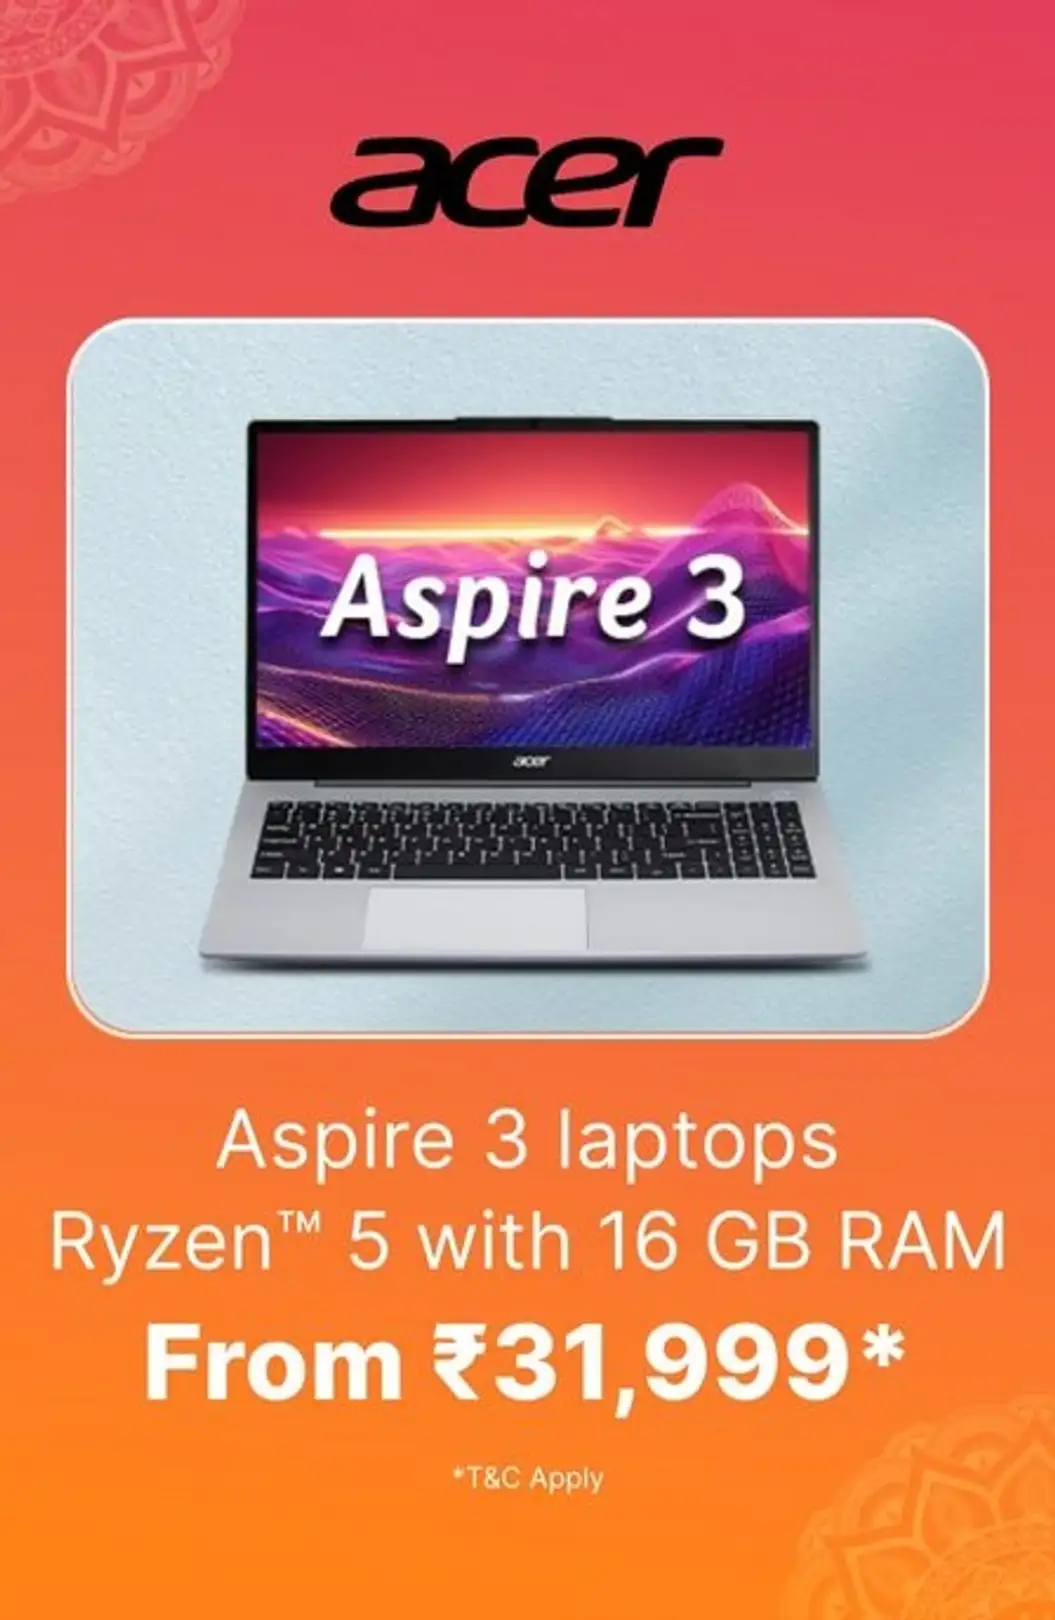 acer
Aspire 3
acer
Aspire 3 laptops
Ryzen™ 5 with 16 GB RAM
From ₹31,999*
*T&C Apply